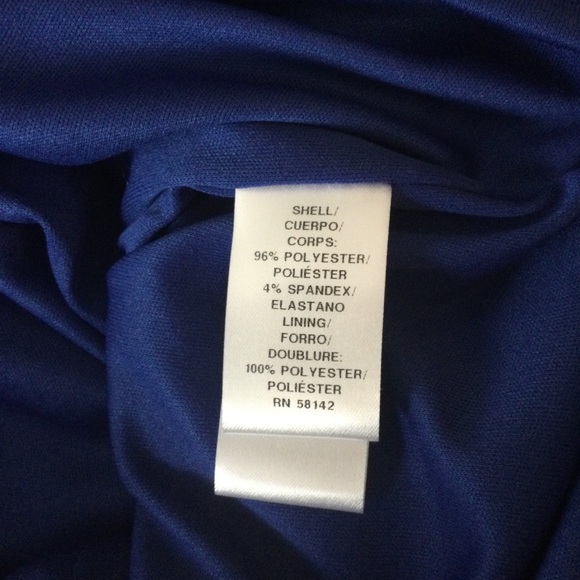 SHELL/
CUERPO/
CORPS:
96% POLYESTER/
POLIÉSTER
4% SPANDEX/
ELASTANO
LINING/
FORRO/
DOUBLURE:
100% POLYESTER/
POLIÉSTER
RN 58142